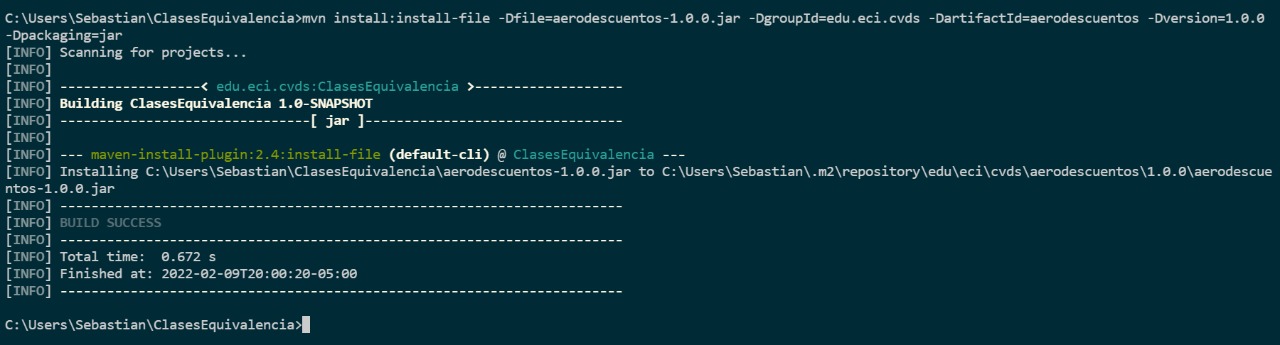 C:\Users\Sebastian\ClasesEquivalencia>mvn install:install-file -Dfile=aerodescuentos-1.0.0.jar -DgroupId=edu.eci.cvds -DartifactId=aerodescuentos -Dversion=1.0.0
-Dpackaging=jar
[INFO] Scanning for projects...
[INFO]
[INFO] ------------------< edu.eci.cvds:ClasesEquivalencia >-------------------
[INFO] Building ClasesEquivalencia 1.0-SNAPSHOT
[INFO] --------------------------------[ jar ]---------------------------------
[INFO]
[INFO] --- maven-install-plugin:2.4:install-file (default-cli) @ ClasesEquivalencia ---
[INFO] Installing C:\Users\Sebastian\ClasesEquivalencia\aerodescuentos-1.0.0.jar to C:\Users\Sebastian\.m2\repository\edu\eci\cvds\aerodescuentos\1.0.0\aerodescue
ntos-1.0.0.jar
[INFO] ------------------------------------------------------------------------
[INFO] BUILD SUCCESS
[INFO] ------------------------------------------------------------------------
[INFO] Total time:  0.672 s
[INFO] Finished at: 2022-02-09T20:00:20-05:00
[INFO] ------------------------------------------------------------------------
C:\Users\Sebastian\ClasesEquivalencia>